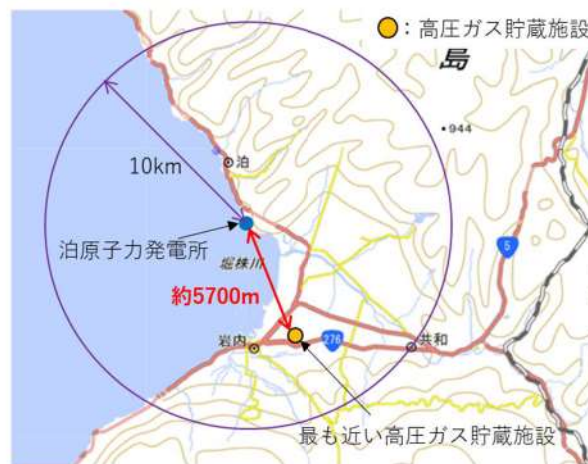 ：高圧ガス貯蔵施設
島
・944
10km
泊
泊原子力発電所
堀株川
5
約5700m
岩内
276
共和
最も近い高圧ガス貯蔵施設